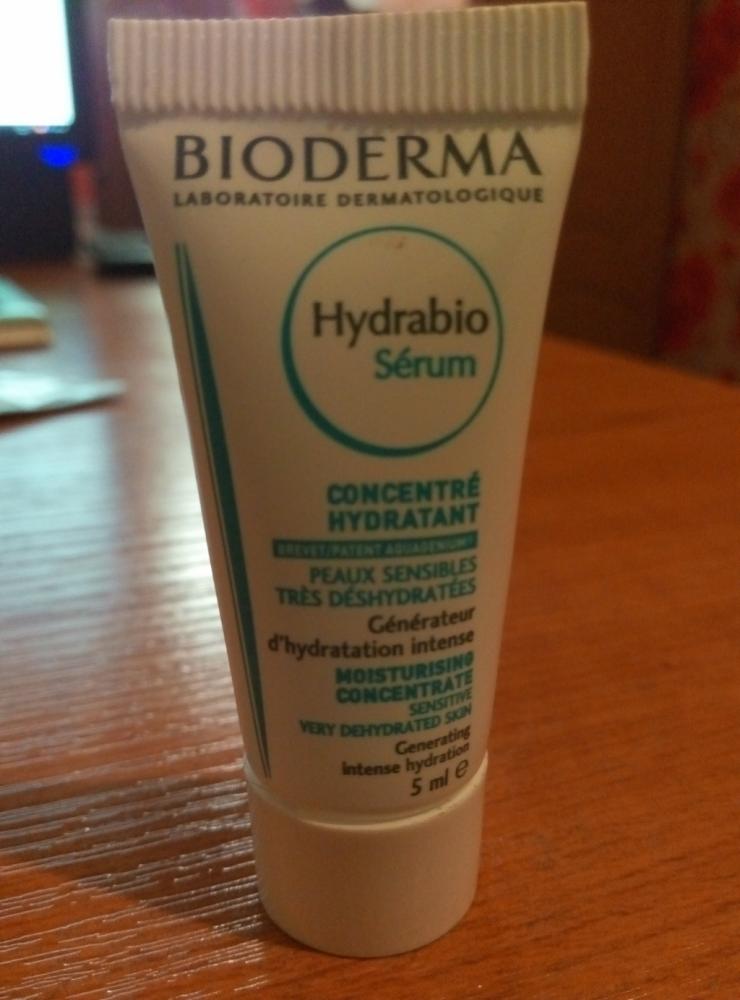 BIODERMA
LABORATOIRE DERMATOLOGIQUE
Hydrabio
Sérum
CONCENTRÉ
HYDRATANT
BREVET/PATENT AQUAGENIUM
PEAUX SENSIBLES
TRÈS DÉSHYDRATÉES
Générateur
d'hydratation intense
MOISTURISING
CONCENTRATE
SENSITIVE
VERY DEHYDRATED SKIN
Generating
intense hydration
5 ml ℮